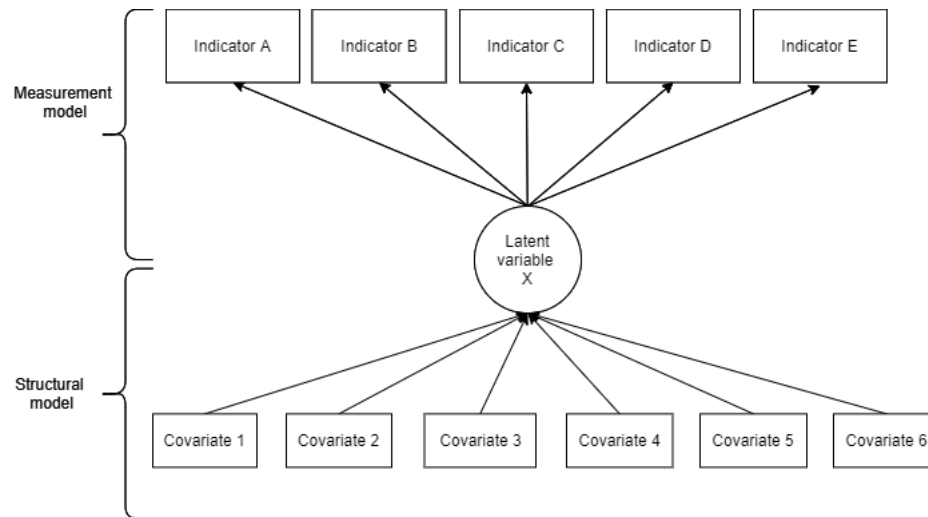 Indicator A
Indicator B
Indicator C
Indicator D
Indicator E
Measurement
model
Latent
variable
X
Structural
model
Covariate 1
Covariate 2
Covariate 3
Covariate 4
Covariate 5
Covariate 6